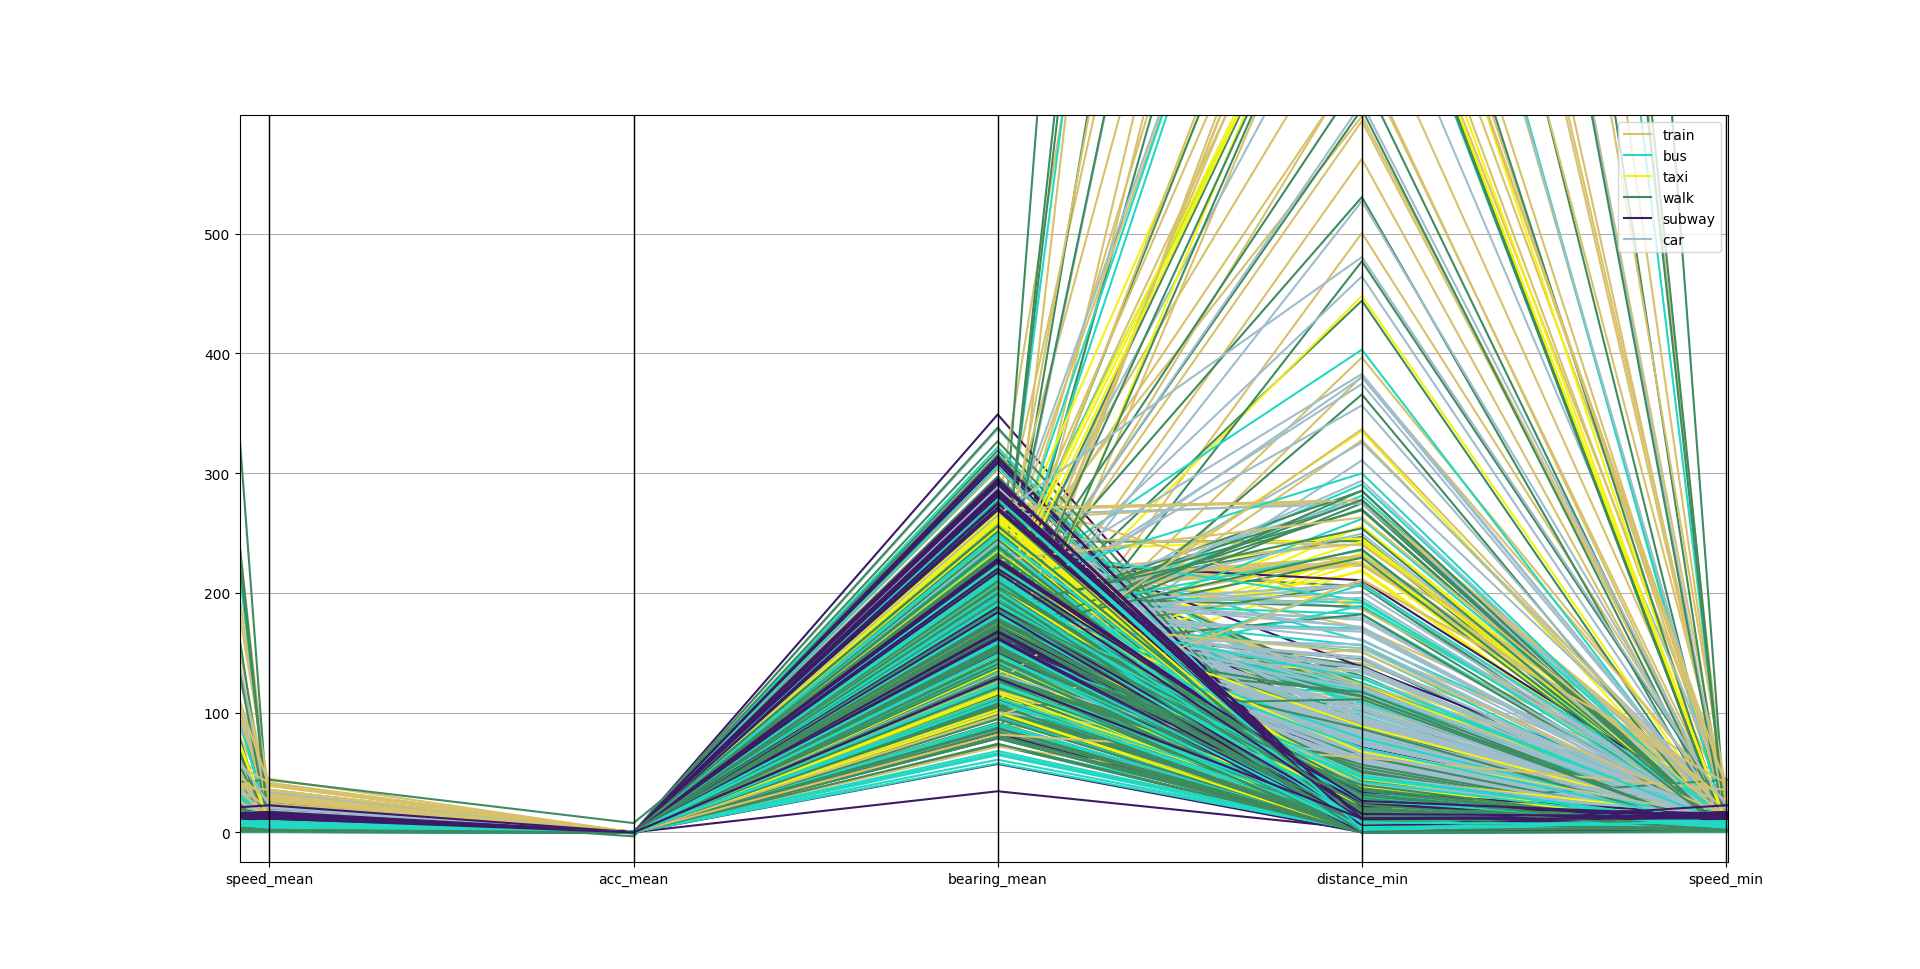 500
400
300
200
100
0
train
bus
taxi
walk
subway
car
speed_mean
acc_mean
bearing_mean
distance_min
speed_min